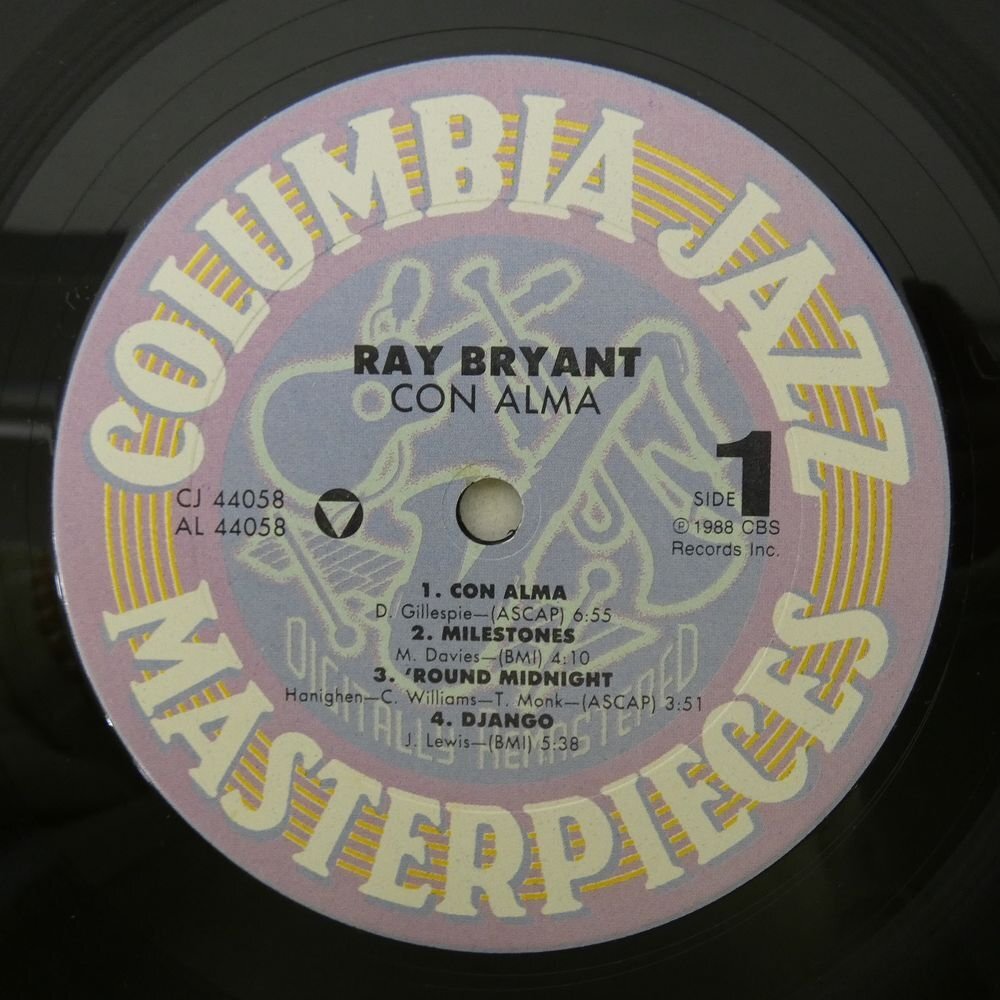 COLUMBIA JAZZ
RAY BRYANT
CON ALMA
CJ 44058
AL 44058
SIDE 1
℗ 1988 CBS
Records Inc.
1. CON ALMA
D. Gillespie—(ASCAP) 6:55
2. MILESTONES
M. Davies—(BMI) 4:10
3. ‘ROUND MIDNIGHT
Hanighen—C. Williams—T. Monk—(ASCAP) 3:51
4. DJANGO
J. Lewis—(BMI) 5:38
DIGITALLY REMASTERED
MASTERPIECES